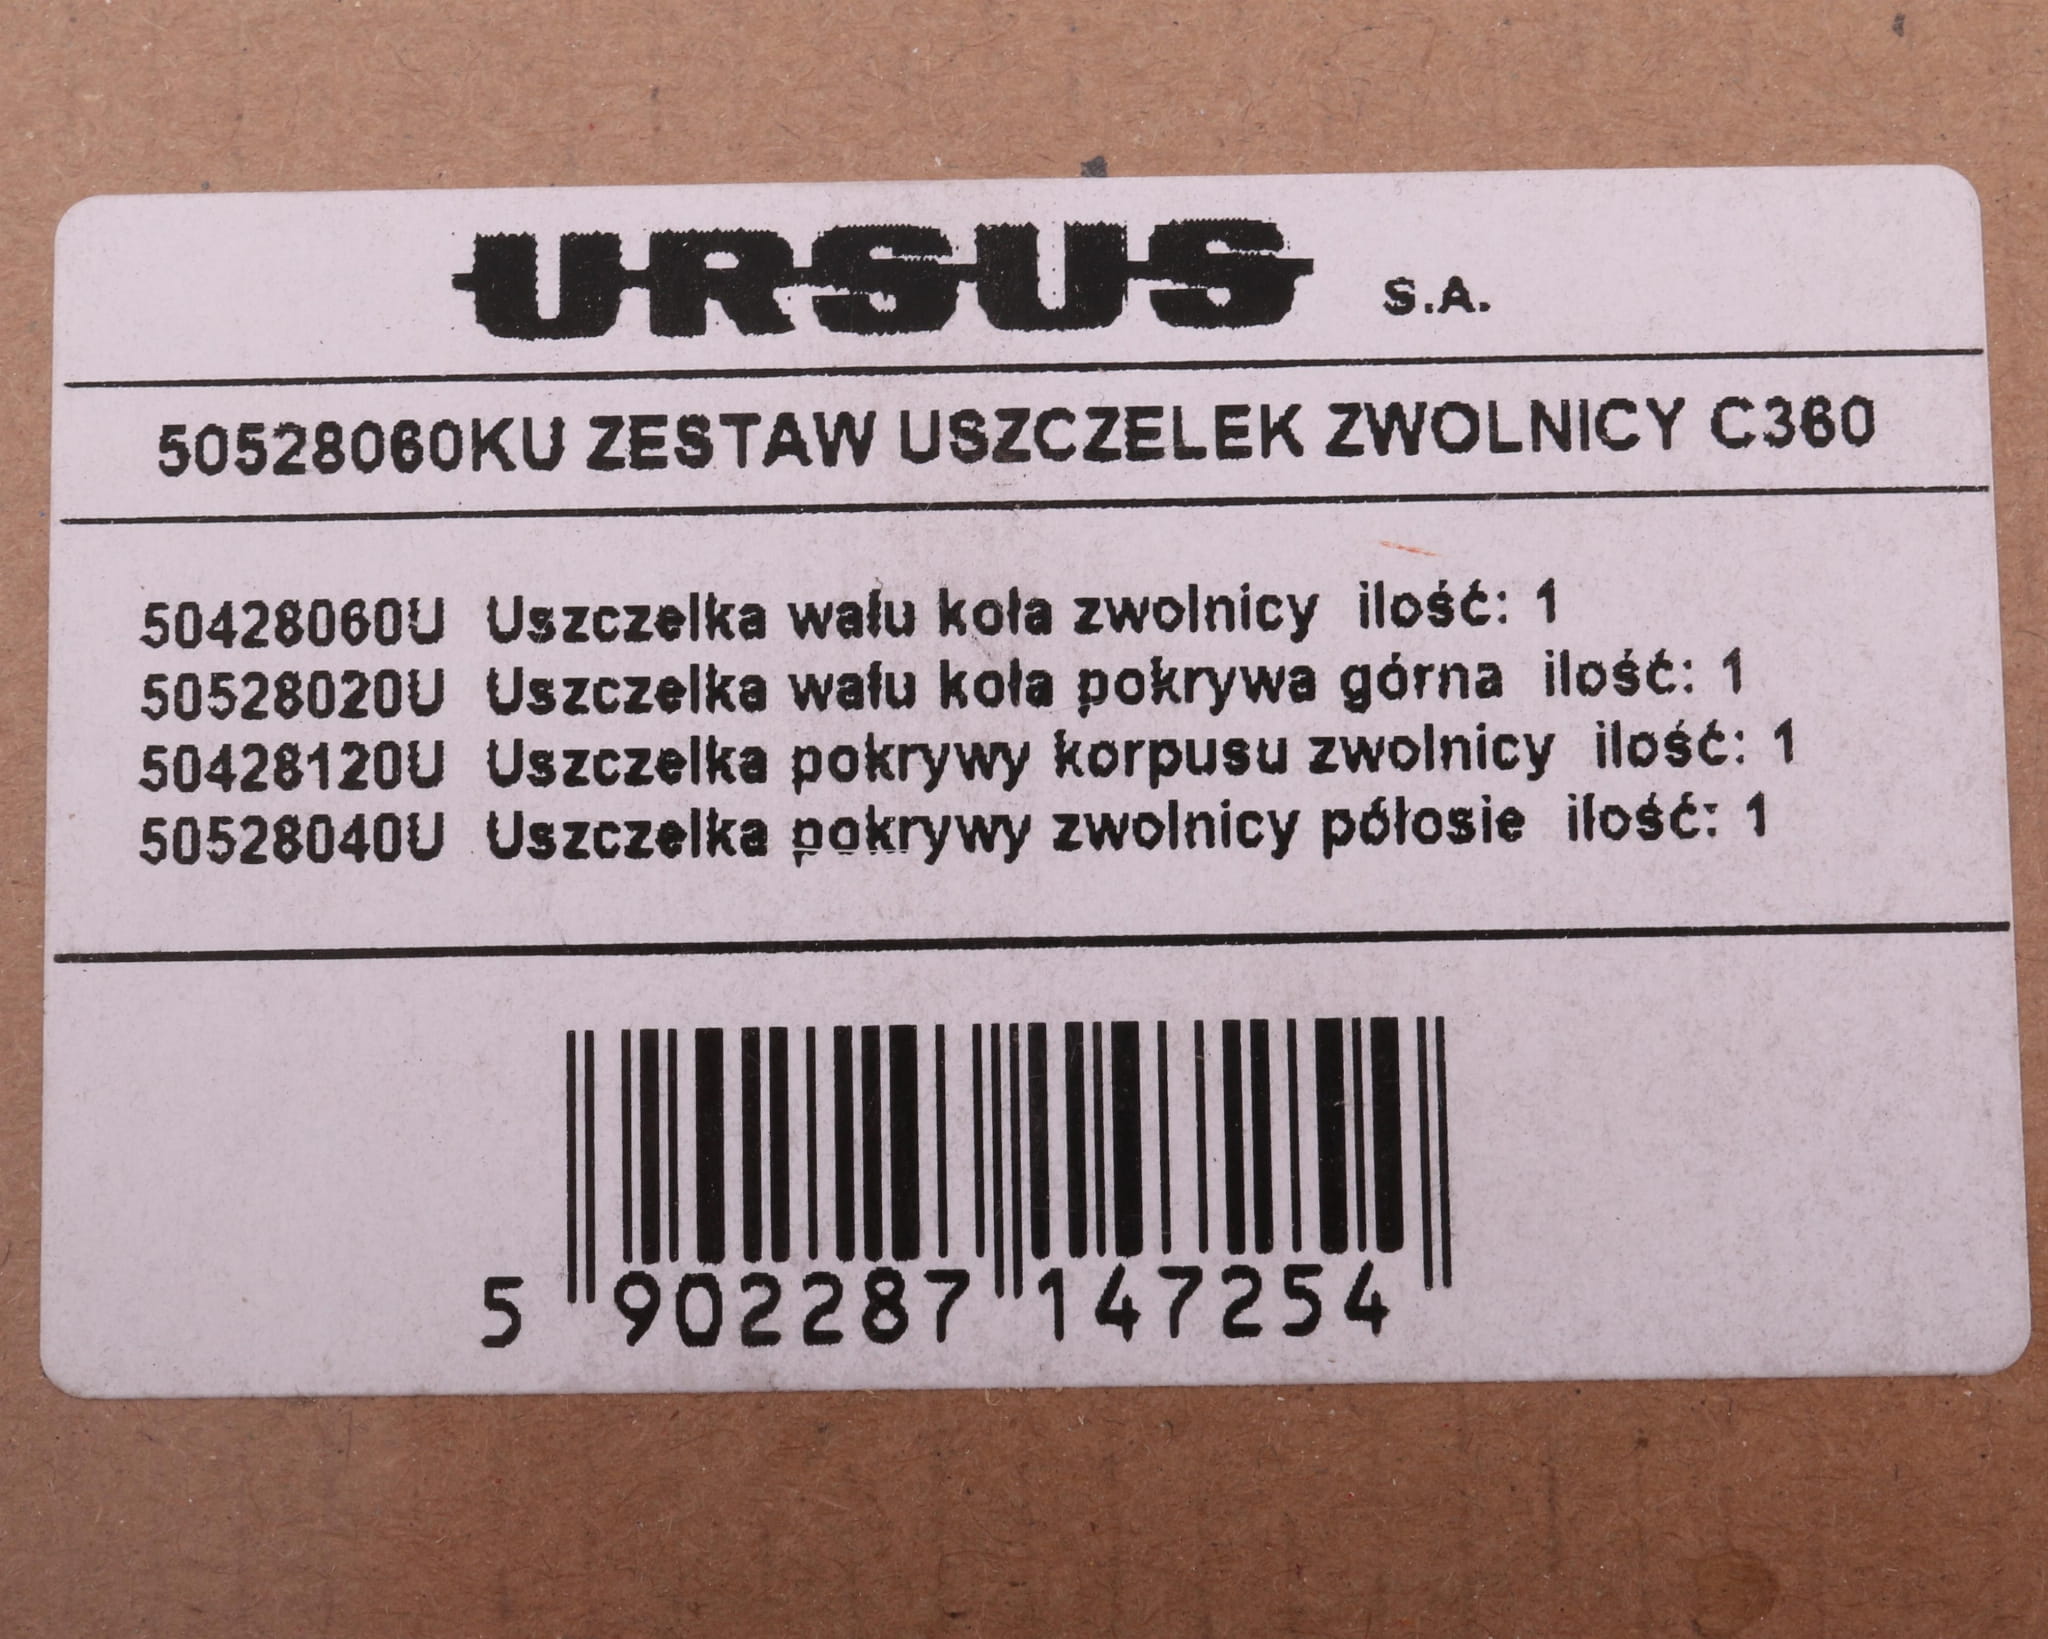 URSUS S.A.
50528060KU ZESTAW USZCZELEK ZWOLNICY C360
50428060U Uszczelka wału koła zwolnicy ilość: 1
50528020U Uszczelka wału koła pokrywa górna ilość: 1
50428120U Uszczelka pokrywy korpusu zwolnicy ilość: 1
50528040U Uszczelka pokrywy zwolnicy półosie ilość: 1
5 902287 147254